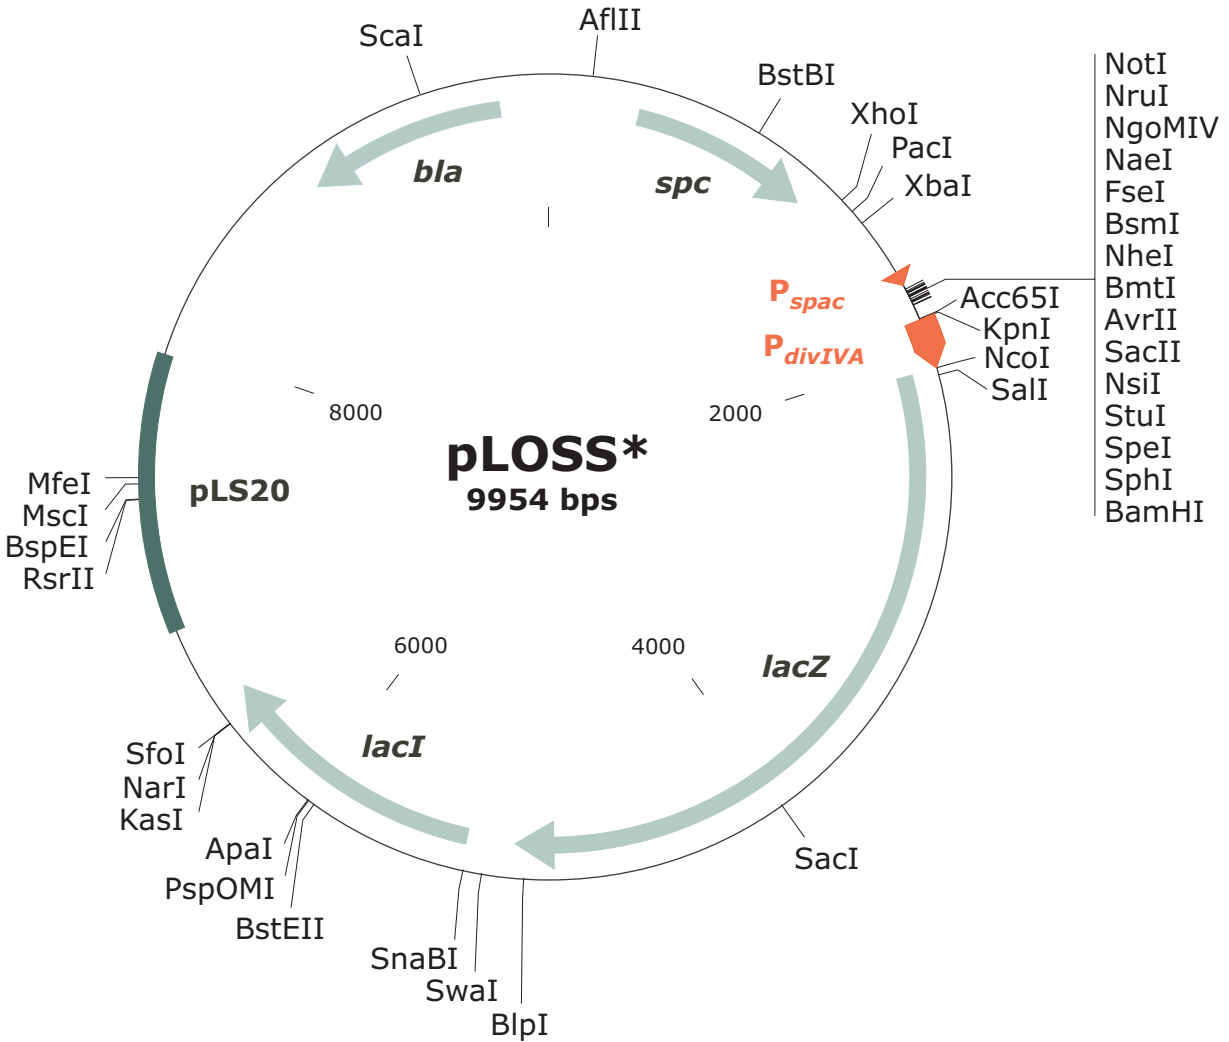 AflII
ScaI
BstBI
XhoI
PacI
XbaI
NotI
NruI
NgoMIV
NaeI
FseI
BsmI
NheI
BmtI
AvrII
SacII
NsiI
StuI
SpeI
SphI
BamHI
bla
spc
Pspac
PdivIVA
Acc65I
KpnI
NcoI
SalI
8000
2000
pLOSS*
9954 bps
pLS20
MfeI
MscI
BspEI
RsrII
6000
4000
lacZ
lacI
SfoI
NarI
KasI
ApaI
PspOMI
BstEII
SacI
SnaBI
SwaI
BlpI